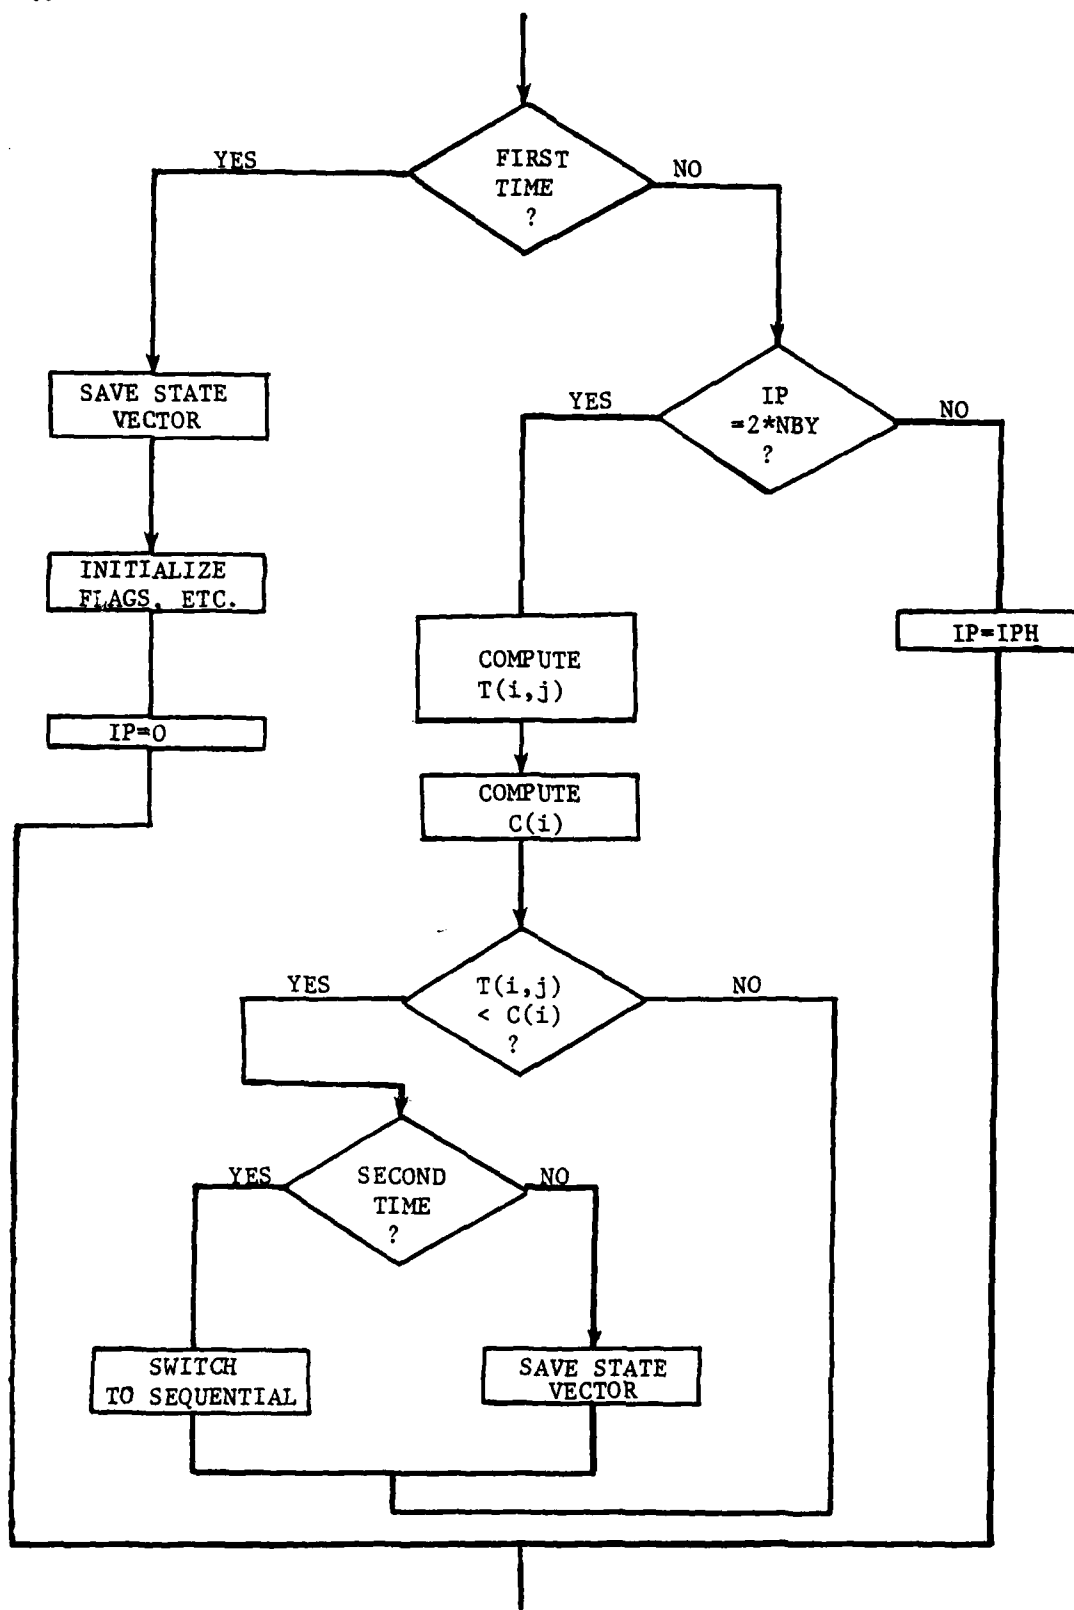 FIRST
TIME
?
YES
NO
SAVE STATE
VECTOR
IP
=2*NBY
?
YES
NO
INITIALIZE
FLAGS, ETC.
IP=IPH
COMPUTE
T(i,j)
IP=0
COMPUTE
C(i)
T(i,j)
< C(i)
?
YES
NO
SECOND
TIME
?
YES
NO
SWITCH
TO SEQUENTIAL
SAVE STATE
VECTOR